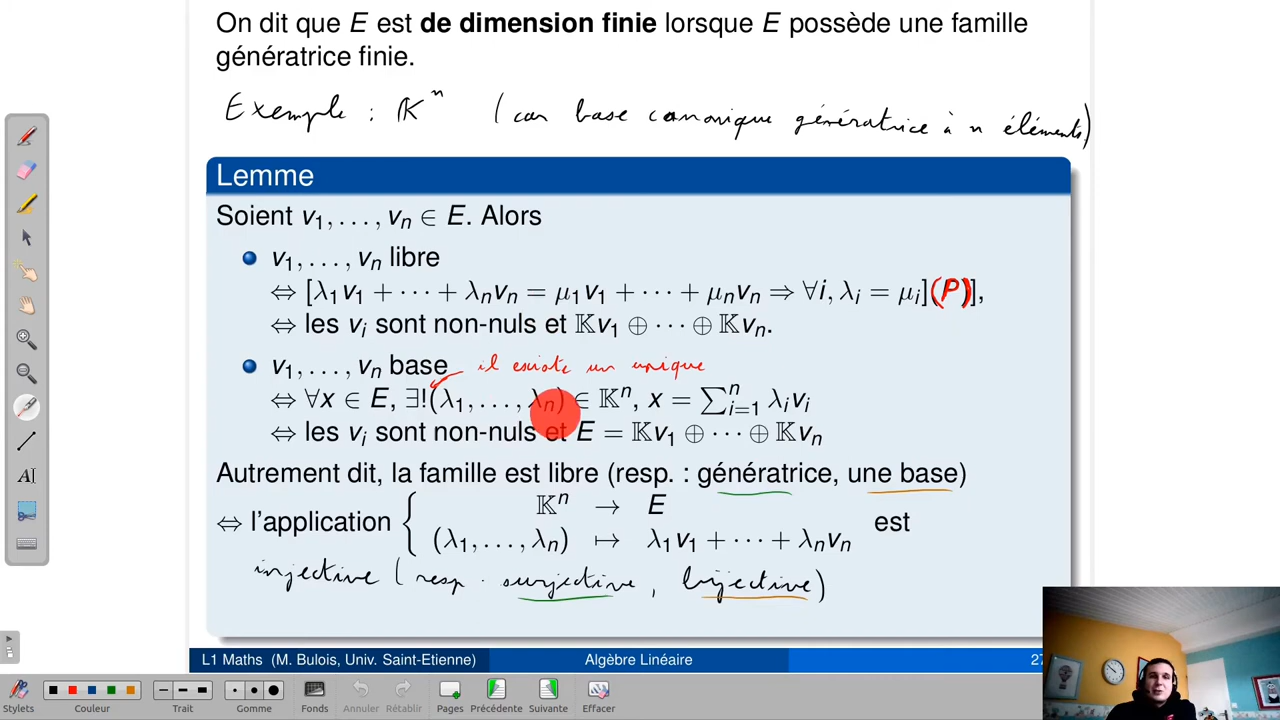 On dit que E est de dimension finie lorsque E possède une famille
génératrice finie.
Exemple : 𝕂ⁿ (car base canonique génératrice à n éléments)
Lemme
Soient v₁, . . . , vₙ ∈ E. Alors
v₁, . . . , vₙ libre
⇔ [λ₁v₁ + · · · + λₙvₙ = μ₁v₁ + · · · + μₙvₙ ⇒ ∀i, λᵢ = μᵢ](P)],
⇔ les vᵢ sont non-nuls et 𝕂v₁ ⊕ · · · ⊕ 𝕂vₙ.
v₁, . . . , vₙ base
il existe un unique
⇔ ∀x ∈ E, ∃!(λ₁, . . . , λₙ) ∈ 𝕂ⁿ, x = ∑ⁿᵢ₌₁ λᵢvᵢ
⇔ les vᵢ sont non-nuls et E = 𝕂v₁ ⊕ · · · ⊕ 𝕂vₙ
Autrement dit, la famille est libre (resp. : génératrice, une base)
𝕂ⁿ → E
⇔ l'application { est
(λ₁, . . . , λₙ) ↦ λ₁v₁ + · · · + λₙvₙ
injective (resp. surjective, bijective)
L1 Maths (M. Bulois, Univ. Saint-Etienne) Algèbre Linéaire 27
Stylets Couleur Trait Gomme Fonds Annuler Rétablir Pages Précédente Suivante Effacer